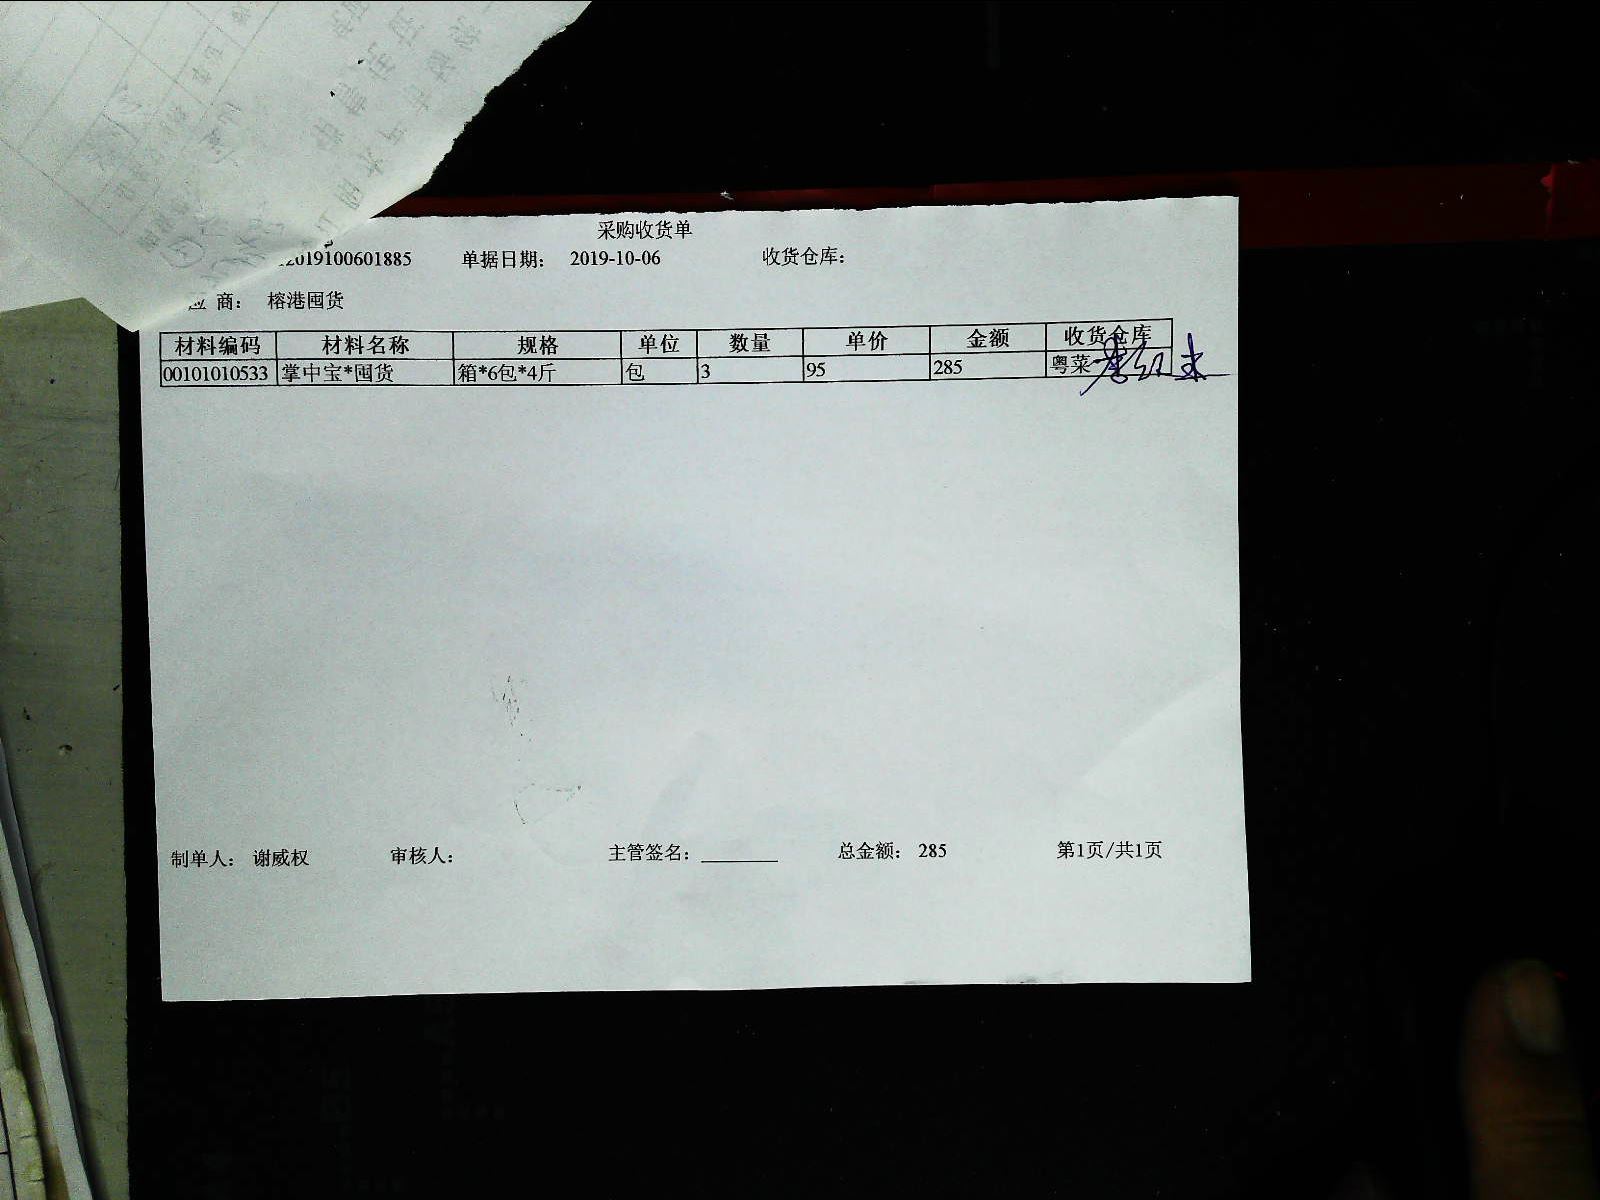 采购收货单
2019100601885 单据日期: 2019-10-06 收货仓库:
商: 榕港囤货
材料编码 材料名称 规格 单位 数量 单价 金额 收货仓库
00101010533 掌中宝*囤货 箱*6包*4斤 包 3 95 285 粤菜
制单人: 谢威权 审核人: 主管签名: ________ 总金额: 285 第1页/共1页